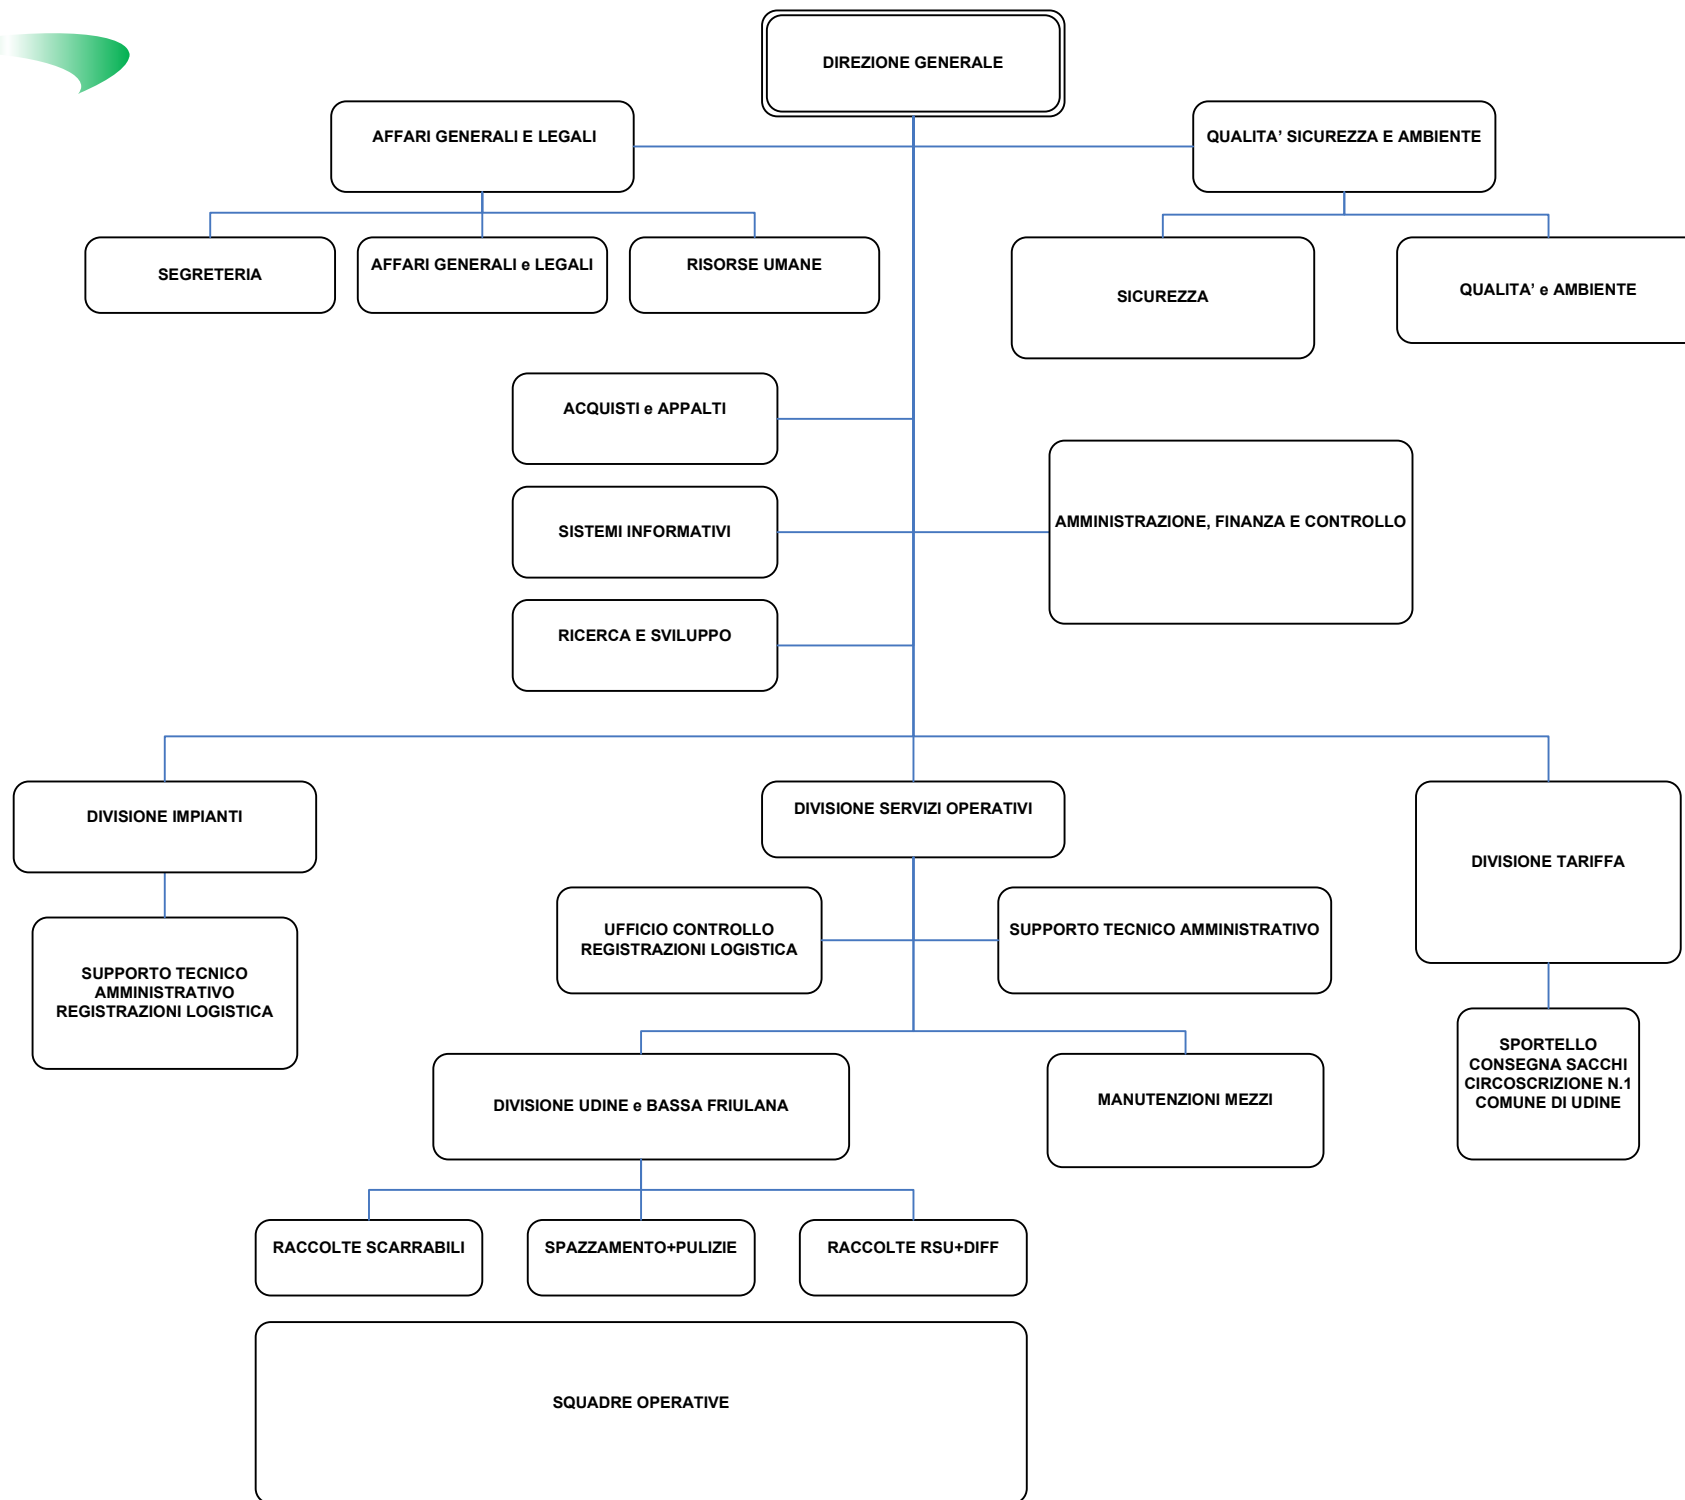 DIREZIONE GENERALE
AFFARI GENERALI E LEGALI
QUALITA’ SICUREZZA E AMBIENTE
SEGRETERIA
AFFARI GENERALI e LEGALI
RISORSE UMANE
SICUREZZA
QUALITA’ e AMBIENTE
ACQUISTI e APPALTI
SISTEMI INFORMATIVI
AMMINISTRAZIONE, FINANZA E CONTROLLO
RICERCA E SVILUPPO
DIVISIONE IMPIANTI
DIVISIONE SERVIZI OPERATIVI
DIVISIONE TARIFFA
SUPPORTO TECNICO
AMMINISTRATIVO
REGISTRAZIONI LOGISTICA
UFFICIO CONTROLLO
REGISTRAZIONI LOGISTICA
SUPPORTO TECNICO AMMINISTRATIVO
SPORTELLO
CONSEGNA SACCHI
CIRCOSCRIZIONE N.1
COMUNE DI UDINE
DIVISIONE UDINE e BASSA FRIULANA
MANUTENZIONI MEZZI
RACCOLTE SCARRABILI
SPAZZAMENTO+PULIZIE
RACCOLTE RSU+DIFF
SQUADRE OPERATIVE